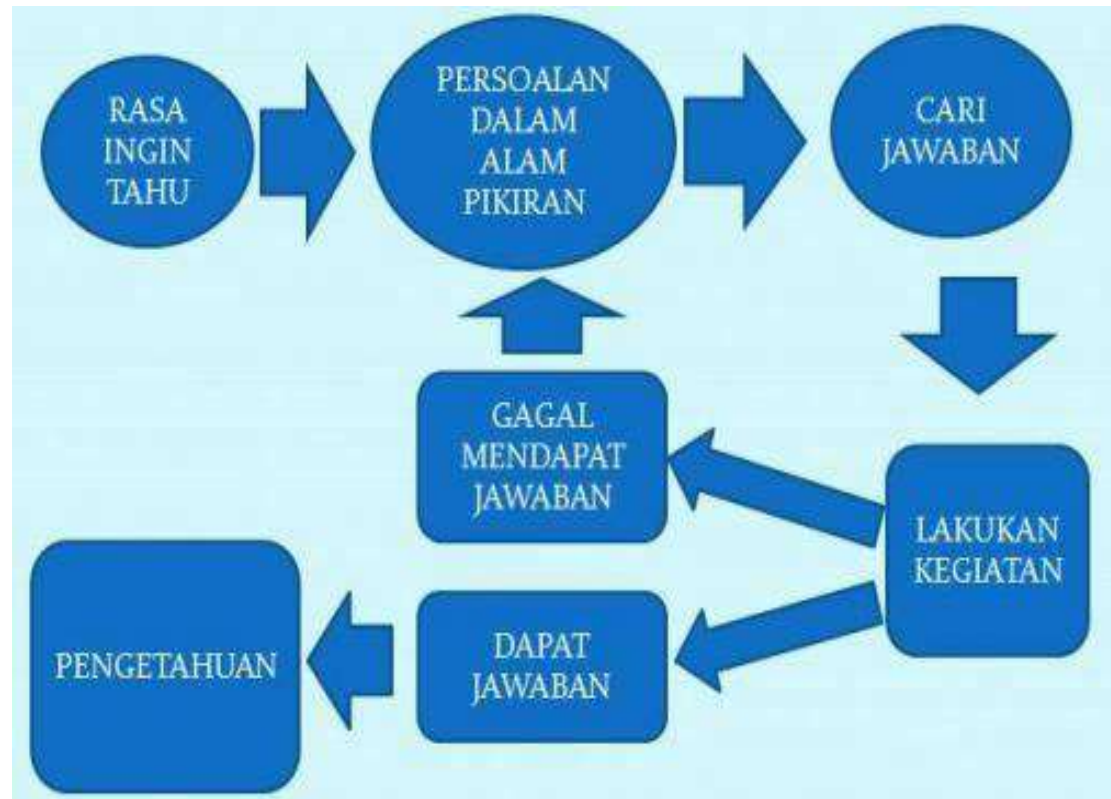 RASA
INGIN
TAHU
PERSOALAN
DALAM
ALAM
PIKIRAN
CARI
JAWABAN
GAGAL
MENDAPAT
JAWABAN
LAKUKAN
KEGIATAN
DAPAT
JAWABAN
PENGETAHUAN